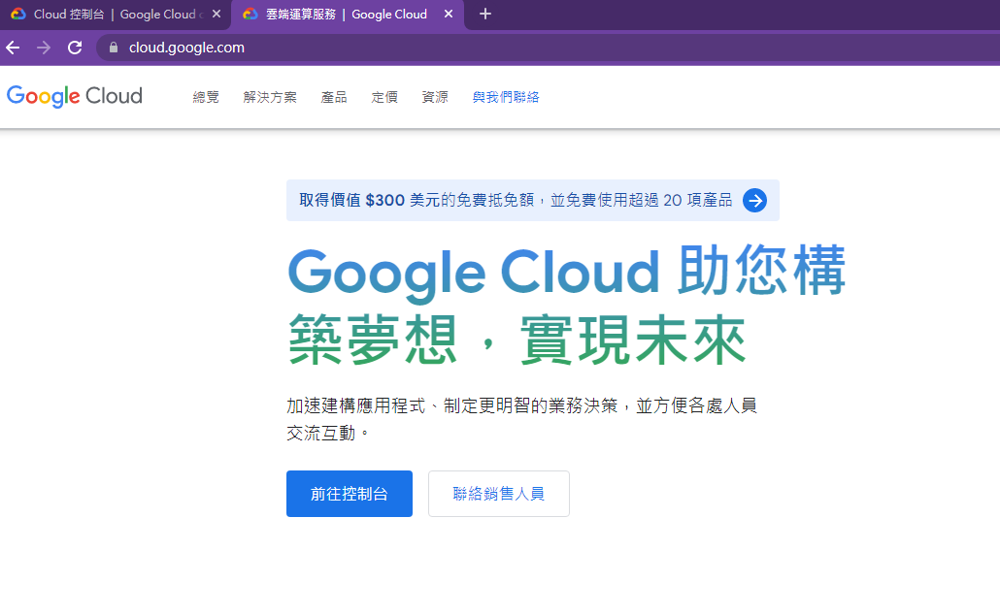 Cloud 控制台 | Google Cloud
雲端運算服務 | Google Cloud
cloud.google.com
Google Cloud
總覽 解決方案 產品 定價 資源 與我們聯絡
取得價值 $300 美元的免費抵免額，並免費使用超過 20 項產品
Google Cloud 助您構
築夢想，實現未來
加速建構應用程式、制定更明智的業務決策，並方便各處人員
交流互動。
前往控制台 聯絡銷售人員